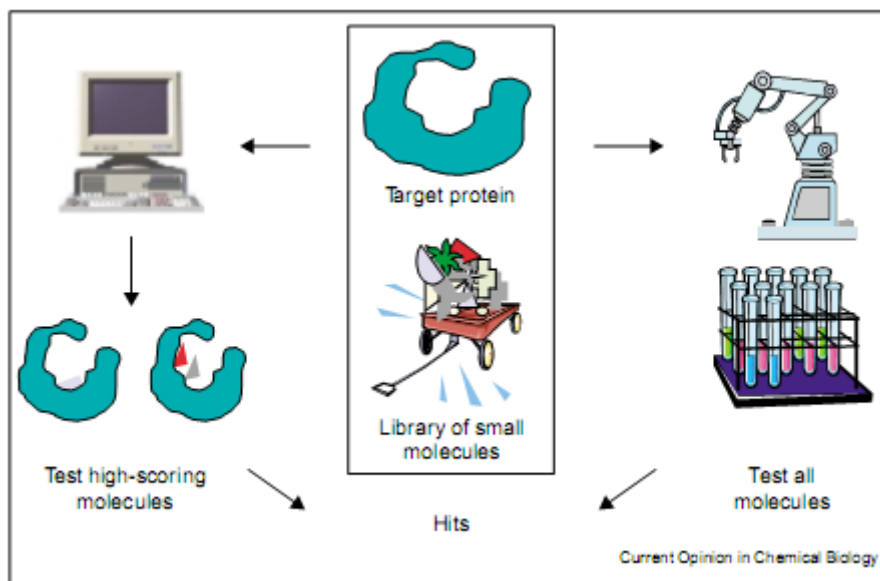 Target protein
Library of small
molecules
Test high-scoring
molecules
Test all
molecules
Hits
Current Opinion in Chemical Biology